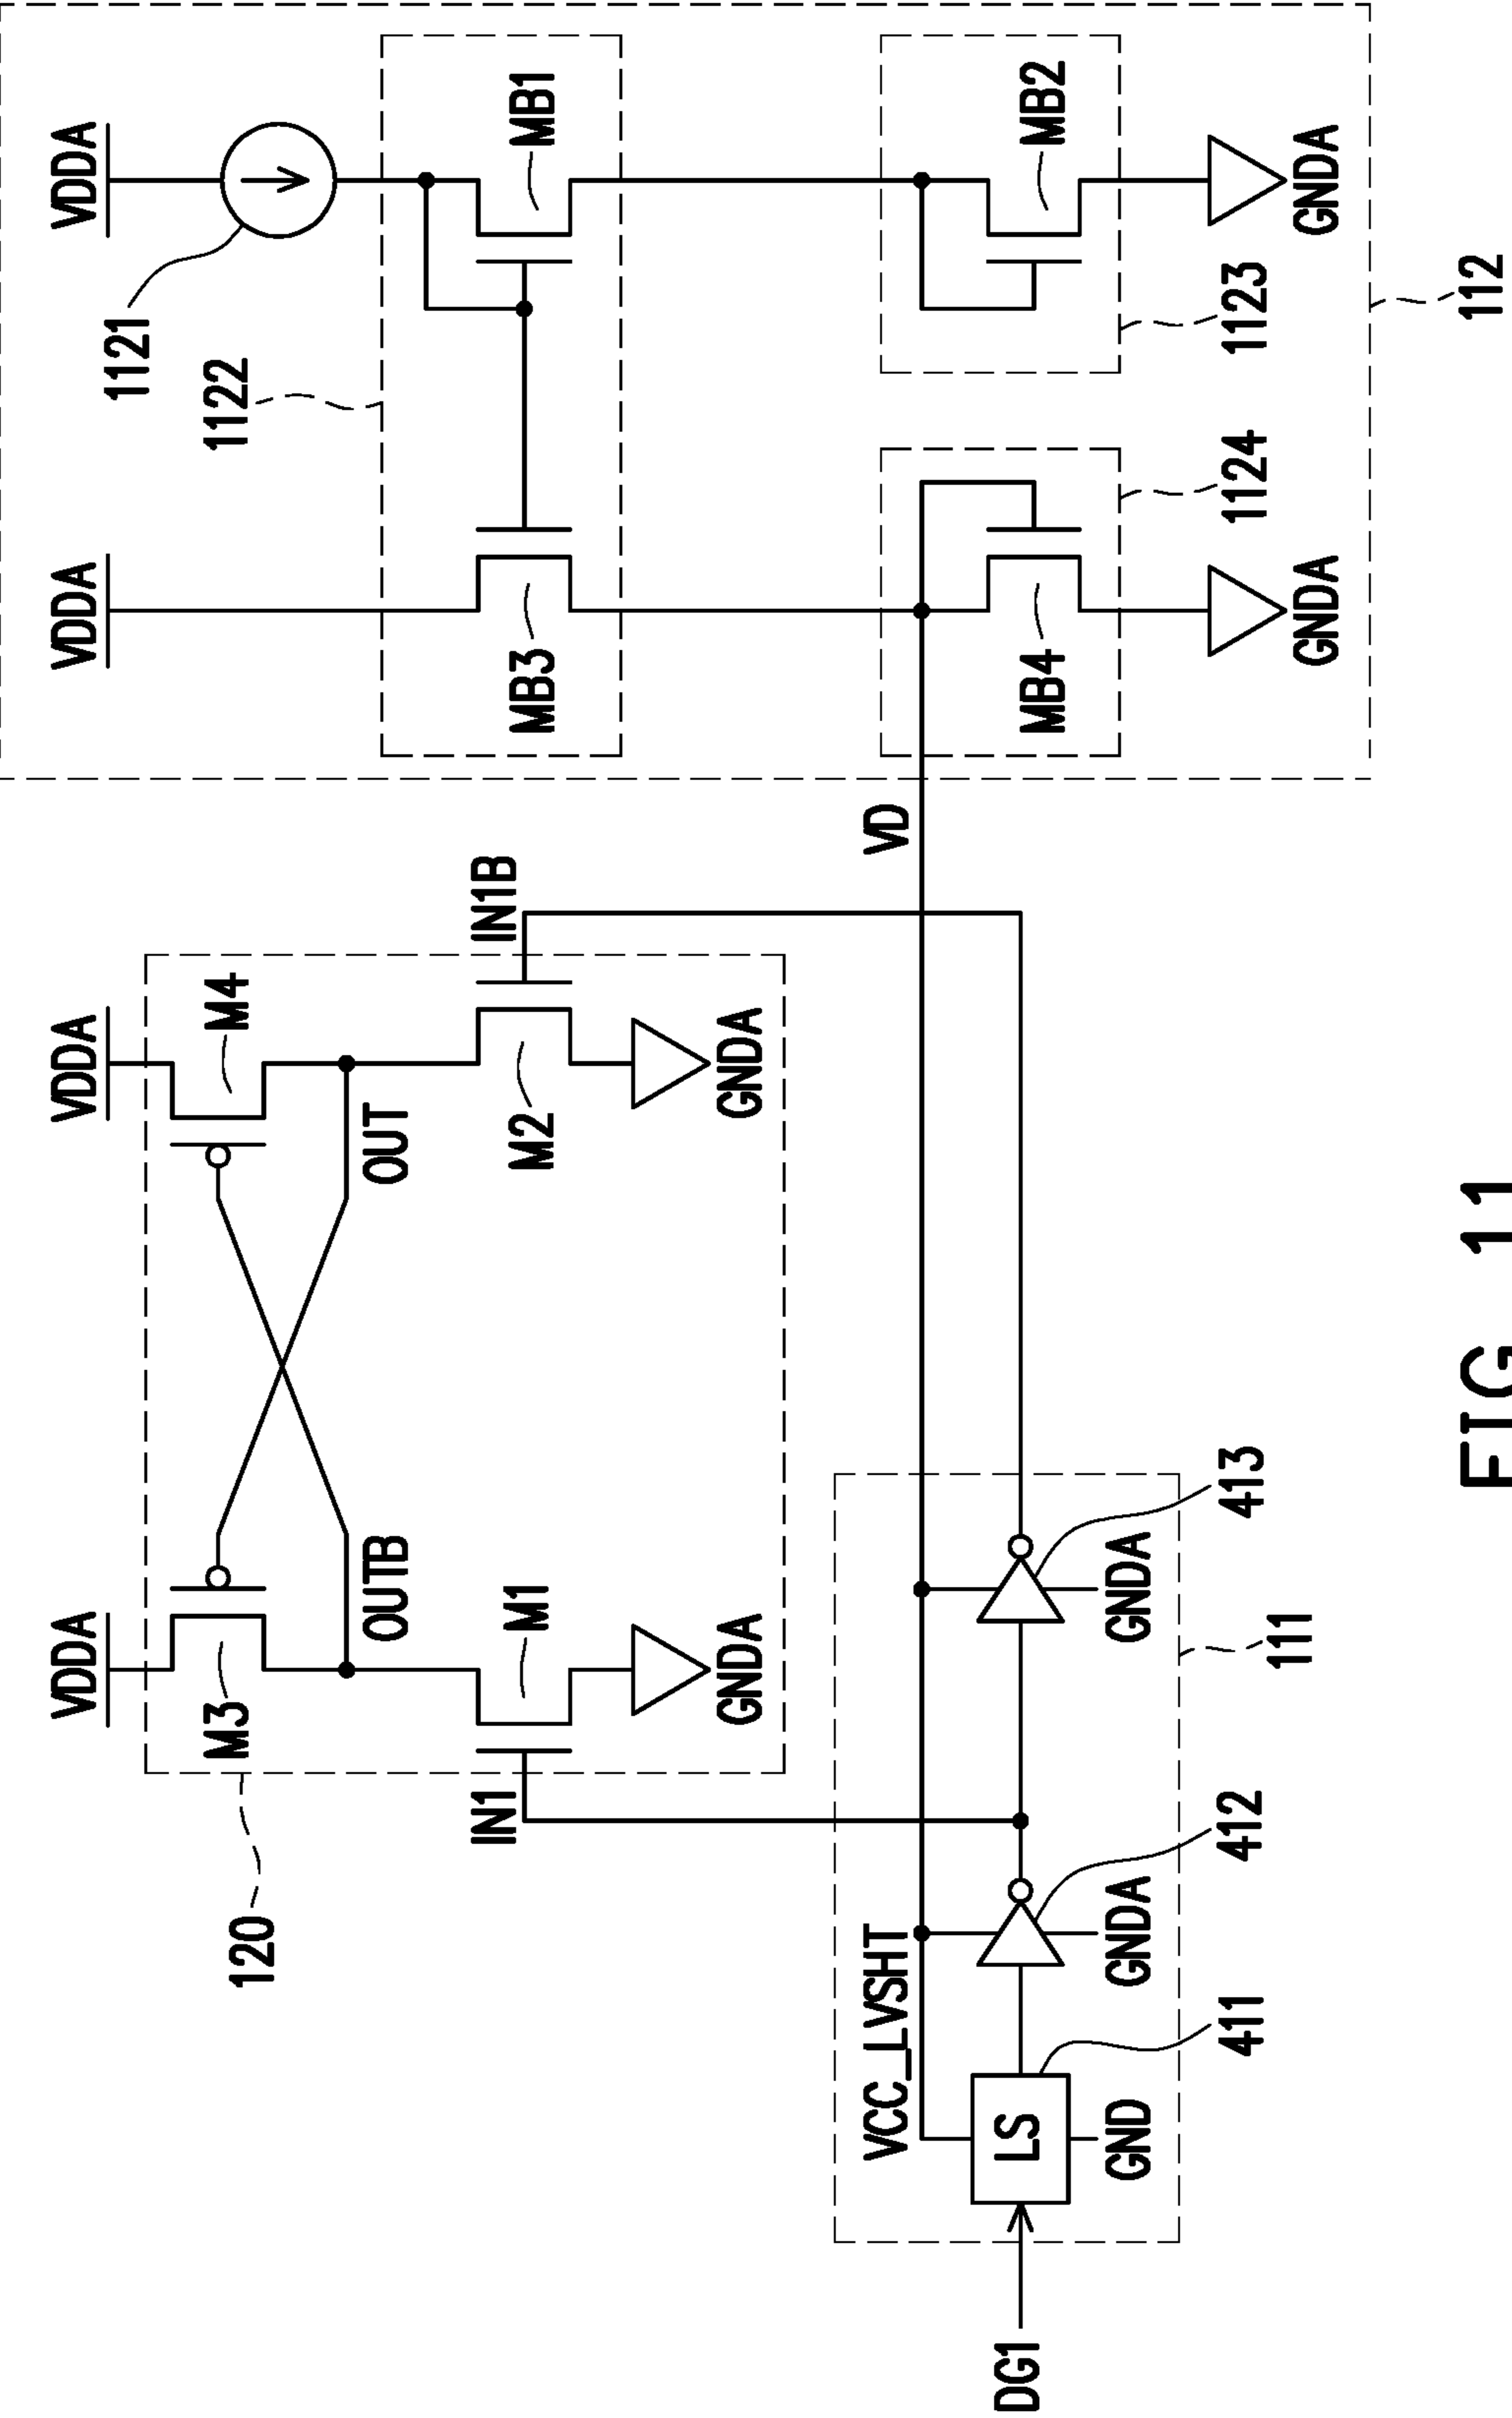 VDDA
VDDA
VDDA
VDDA
1121
M3
M4
1122
120
OUTB
OUT
IN1
IN1B
M1
M2
MB3
MB1
GNDA
GNDA
VCC_LVSHT
VD
DG1
LS
MB4
MB2
GND
GNDA
GNDA
411
412
413
1124
1123
111
GNDA
GNDA
112
FIG 11